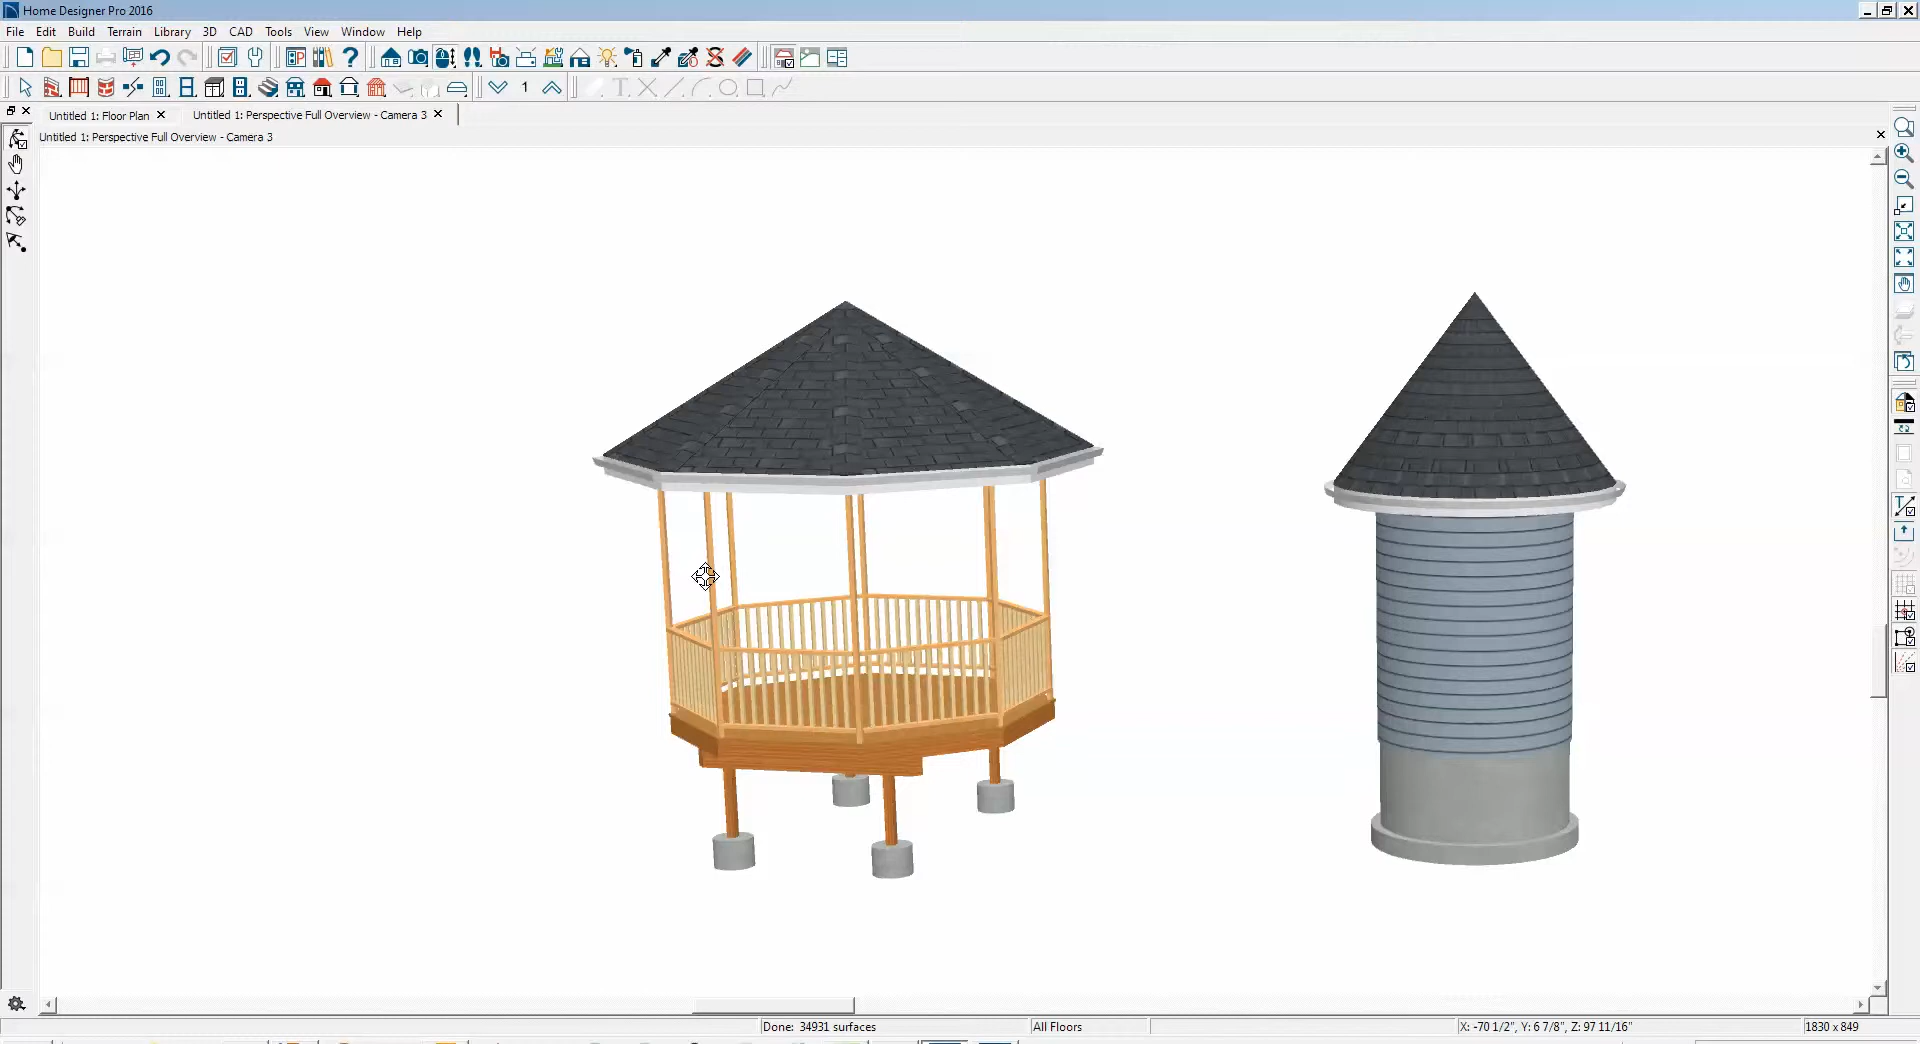 Home Designer Pro 2016
File Edit Build Terrain Library 3D CAD Tools View Window Help
1
Untitled 1: Floor Plan
Untitled 1: Perspective Full Overview - Camera 3
Untitled 1: Perspective Full Overview - Camera 3
Done: 34931 surfaces
All Floors
X: -70 1/2", Y: 6 7/8", Z: 97 11/16"
1830 x 849